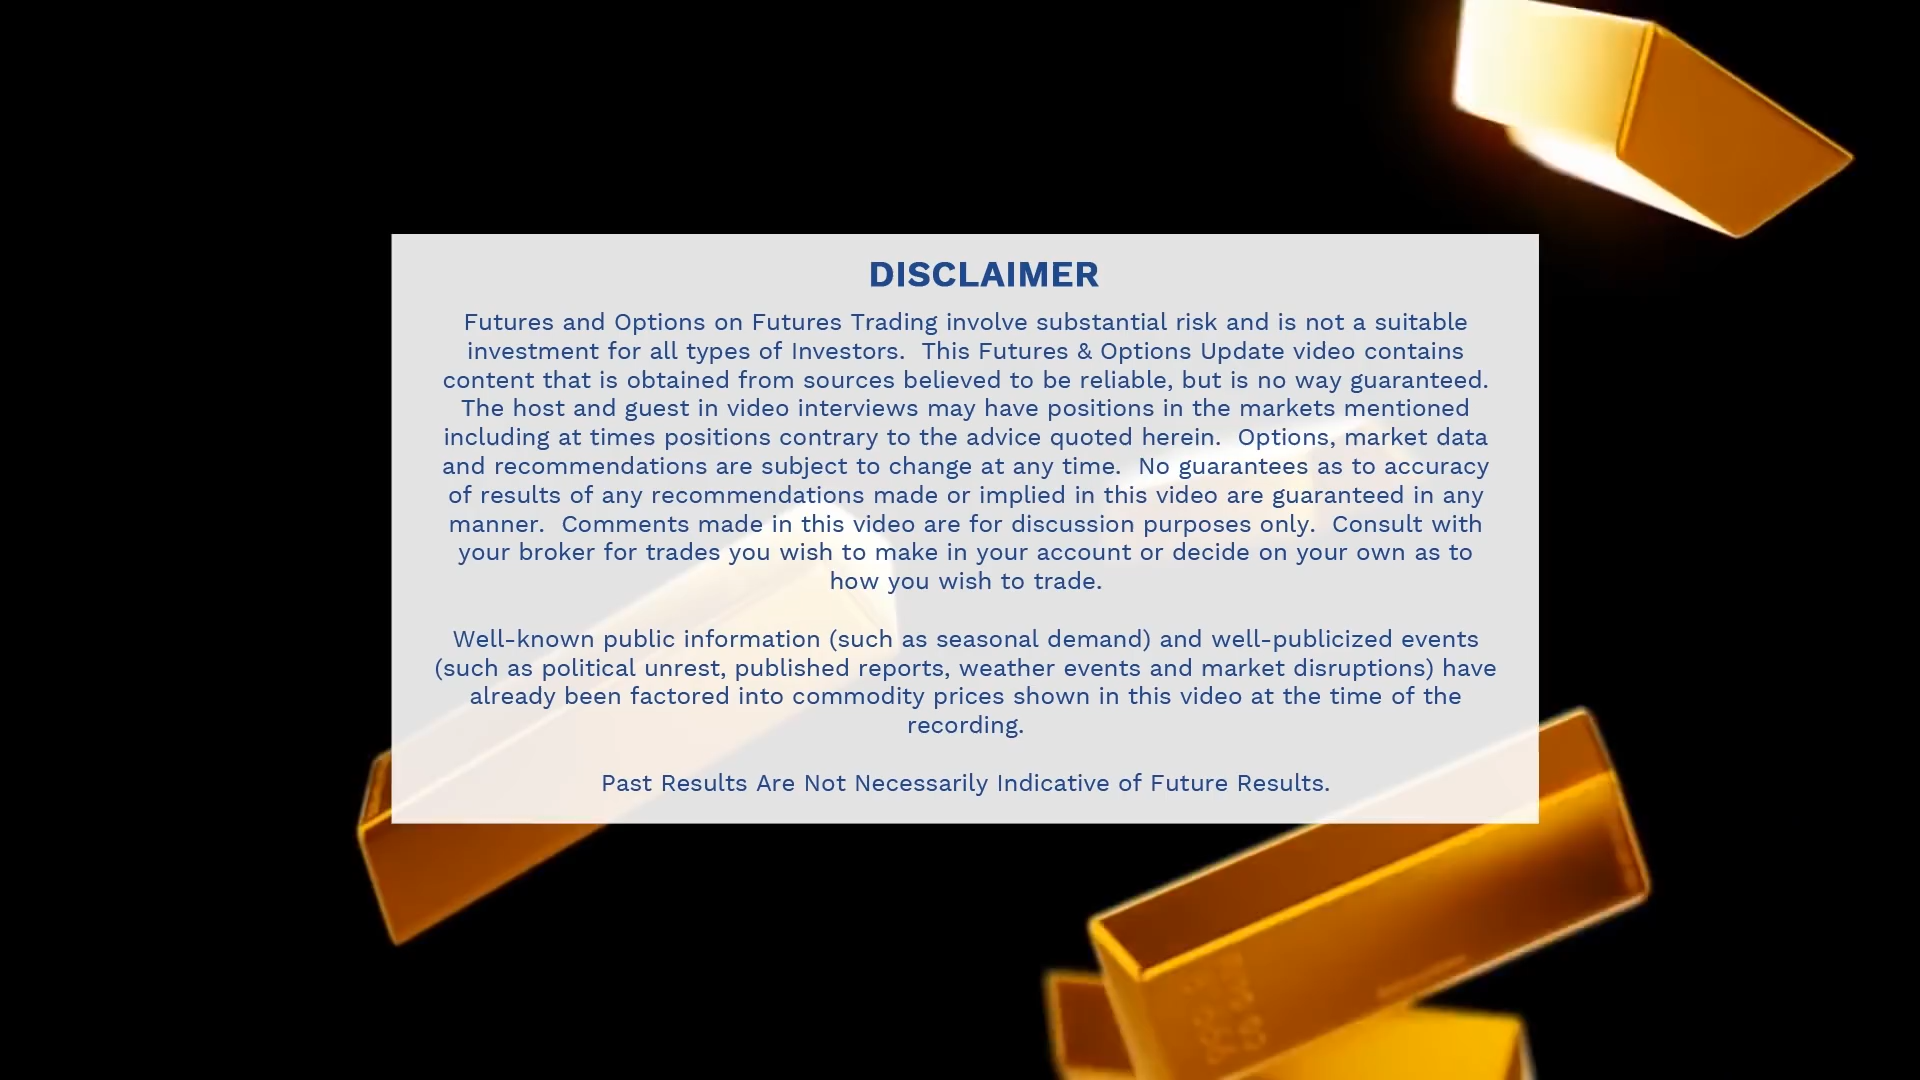 DISCLAIMER
Futures and Options on Futures Trading involve substantial risk and is not a suitable
investment for all types of Investors.  This Futures & Options Update video contains
content that is obtained from sources believed to be reliable, but is no way guaranteed.
The host and guest in video interviews may have positions in the markets mentioned
including at times positions contrary to the advice quoted herein.  Options, market data
and recommendations are subject to change at any time.  No guarantees as to accuracy
of results of any recommendations made or implied in this video are guaranteed in any
manner.  Comments made in this video are for discussion purposes only.  Consult with
your broker for trades you wish to make in your account or decide on your own as to
how you wish to trade.
Well-known public information (such as seasonal demand) and well-publicized events
(such as political unrest, published reports, weather events and market disruptions) have
already been factored into commodity prices shown in this video at the time of the
recording.
Past Results Are Not Necessarily Indicative of Future Results.